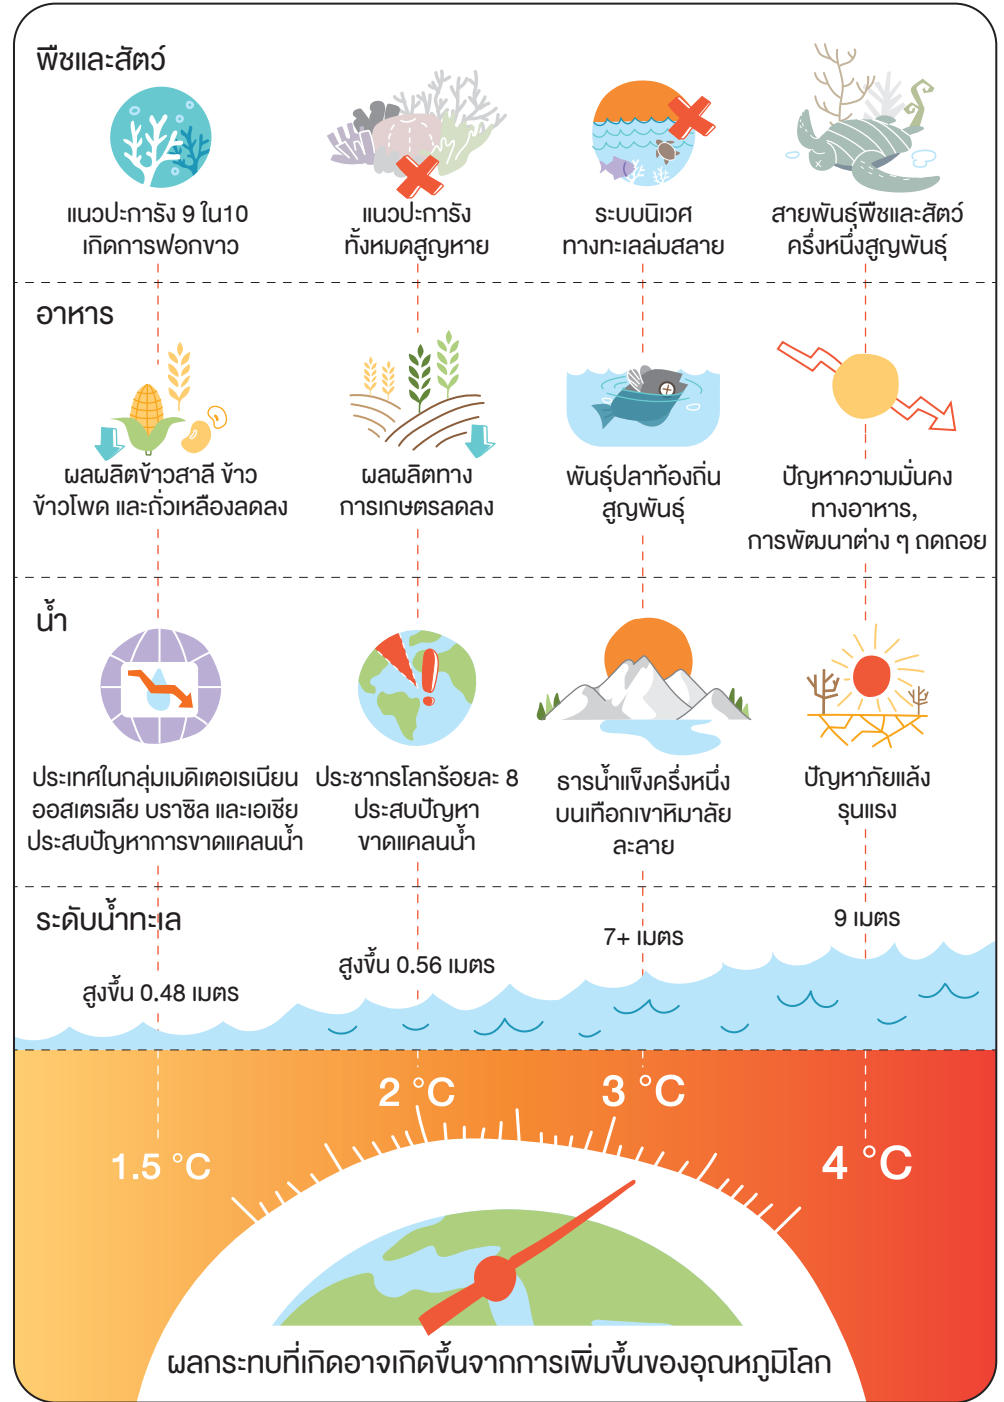 พืชและสัตว์
แนวปะการัง 9 ใน10
เกิดการฟอกขาว
แนวปะการัง
ทั้งหมดสูญหาย
ระบบนิเวศ
ทางทะเลล่มสลาย
สายพันธุ์พืชและสัตว์
ครึ่งหนึ่งสูญพันธุ์
อาหาร
ผลผลิตข้าวสาลี ข้าว
ข้าวโพด และถั่วเหลืองลดลง
ผลผลิตทาง
การเกษตรลดลง
พันธุ์ปลาท้องถิ่น
สูญพันธุ์
ปัญหาความมั่นคง
ทางอาหาร,
การพัฒนาต่าง ๆ ถดถอย
น้ำ
ประเทศในกลุ่มเมดิเตอเรเนียน
ออสเตรเลีย บราซิล และเอเชีย
ประสบปัญหาการขาดแคลนน้ำ
ประชากรโลกร้อยละ 8
ประสบปัญหา
ขาดแคลนน้ำ
ธารน้ำแข็งครึ่งหนึ่ง
บนเทือกเขาหิมาลัย
ละลาย
ปัญหาภัยแล้ง
รุนแรง
ระดับน้ำทะเล
สูงขึ้น 0.48 เมตร
สูงขึ้น 0.56 เมตร
7+ เมตร
9 เมตร
1.5 °C
2 °C
3 °C
4 °C
ผลกระทบที่เกิดอาจเกิดขึ้นจากการเพิ่มขึ้นของอุณหภูมิโลก